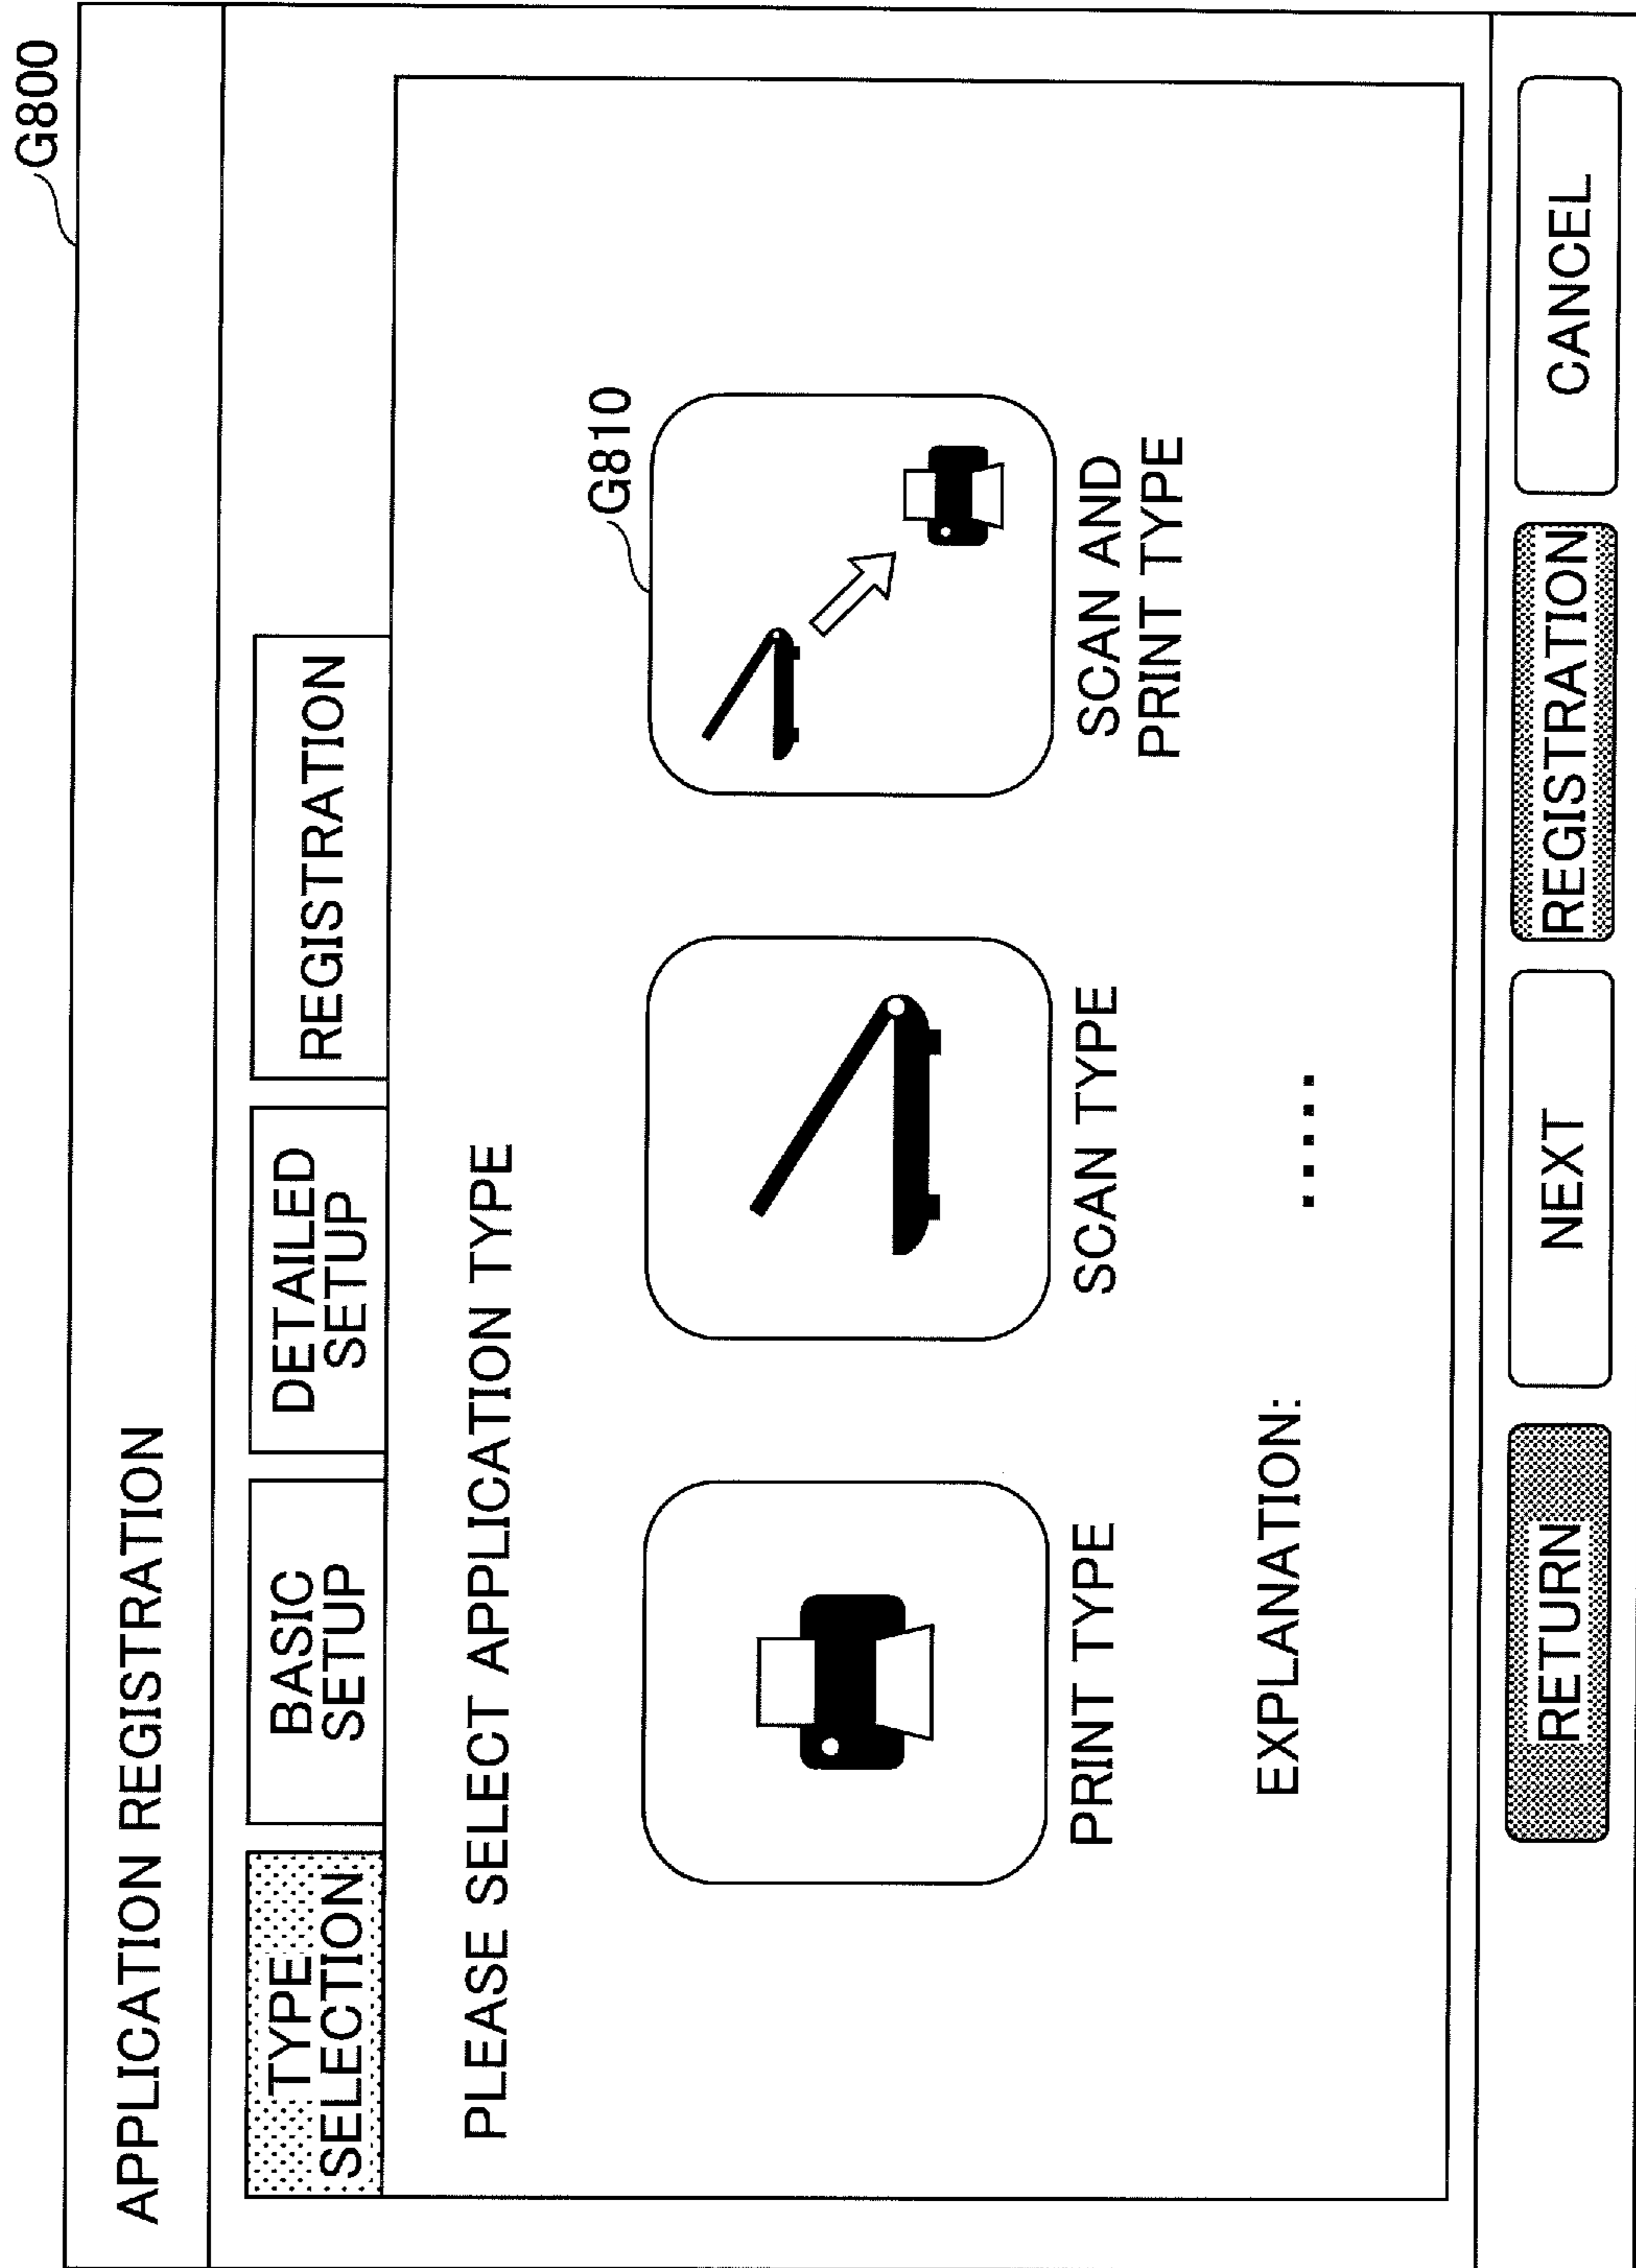 G800
APPLICATION REGISTRATION
TYPE
SELECTION
BASIC
SETUP
DETAILED
SETUP
REGISTRATION
PLEASE SELECT APPLICATION TYPE
G810
PRINT TYPE
SCAN TYPE
SCAN AND
PRINT TYPE
EXPLANATION: ......
RETURN
NEXT
REGISTRATION
CANCEL